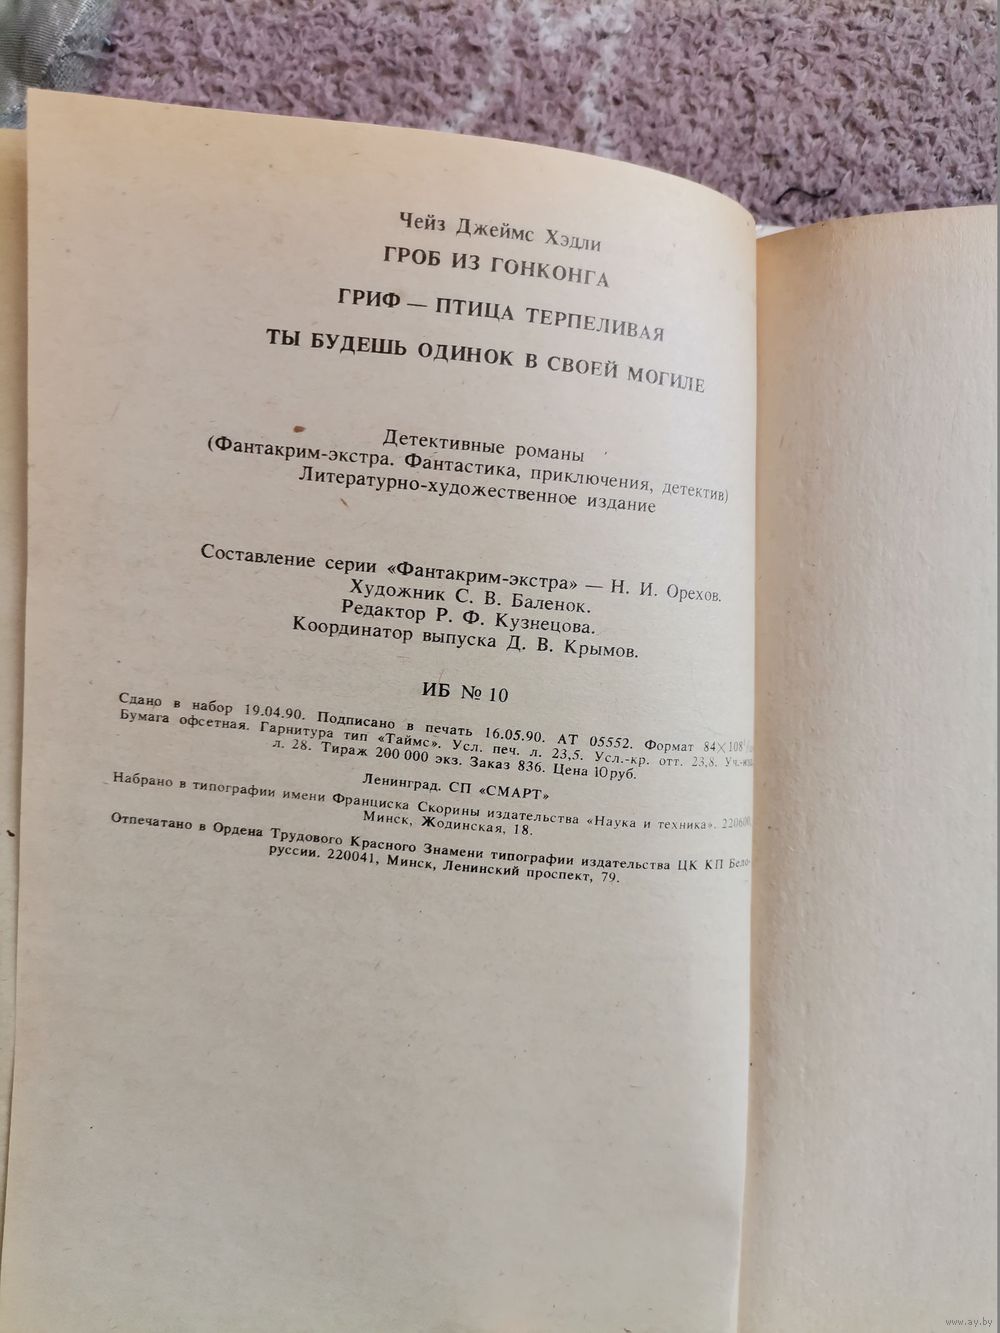 Чейз Джеймс Хэдли
ГРОБ ИЗ ГОНКОНГА
ГРИФ — ПТИЦА ТЕРПЕЛИВАЯ
ТЫ БУДЕШЬ ОДИНОК В СВОЕЙ МОГИЛЕ
Детективные романы
(Фантакрим-экстра. Фантастика, приключения, детектив)
Литературно-художественное издание
Составление серии «Фантакрим-экстра» — Н. И. Орехов.
Художник С. В. Баленок.
Редактор Р. Ф. Кузнецова.
Координатор выпуска Д. В. Крымов.
ИБ № 10
Сдано в набор 19.04.90. Подписано в печать 16.05.90. АТ 05552. Формат 84×108
Бумага офсетная. Гарнитура тип «Таймс». Усл. печ. л. 23,5. Усл.-кр. отт. 23,8. Уч.-изд.
л. 28. Тираж 200 000 экз. Заказ 836. Цена 10 руб.
Ленинград. СП «СМАРТ»
Набрано в типографии имени Франциска Скорины издательства «Наука и техника». 220600,
Минск, Жодинская, 18.
Отпечатано в Ордена Трудового Красного Знамени типографии издательства ЦК КП Бело-
руссии. 220041, Минск, Ленинский проспект, 79.
www.ay.by